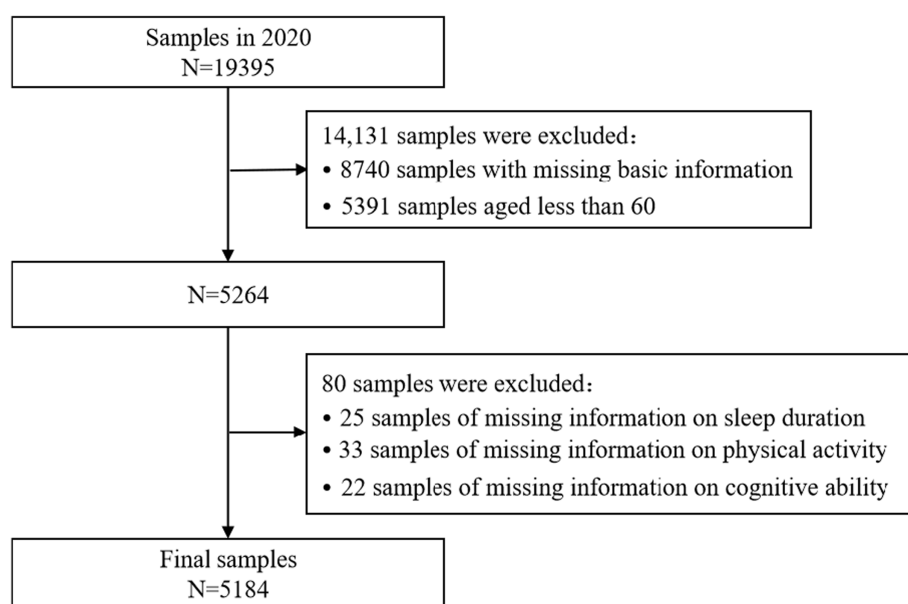 Samples in 2020
N=19395
14,131 samples were excluded：
• 8740 samples with missing basic information
• 5391 samples aged less than 60
N=5264
80 samples were excluded：
• 25 samples of missing information on sleep duration
• 33 samples of missing information on physical activity
• 22 samples of missing information on cognitive ability
Final samples
N=5184